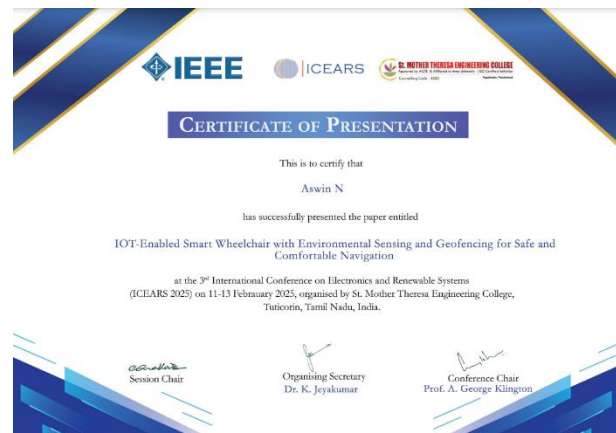 IEEE
ICEARS
ST. MOTHER THERESA ENGINEERING COLLEGE
CERTIFICATE OF PRESENTATION
This is to certify that
Aswin N
has successfully presented the paper entitled
IOT-Enabled Smart Wheelchair with Environmental Sensing and Geofencing for Safe and
Comfortable Navigation
at the 3rd International Conference on Electronics and Renewable Systems
(ICEARS 2025) on 11-13 Febrauary 2025, organised by St. Mother Theresa Engineering College,
Tuticorin, Tamil Nadu, India.
Session Chair
Organising Secretary
Dr. K. Jeyakumar
Conference Chair
Prof. A. George Klington